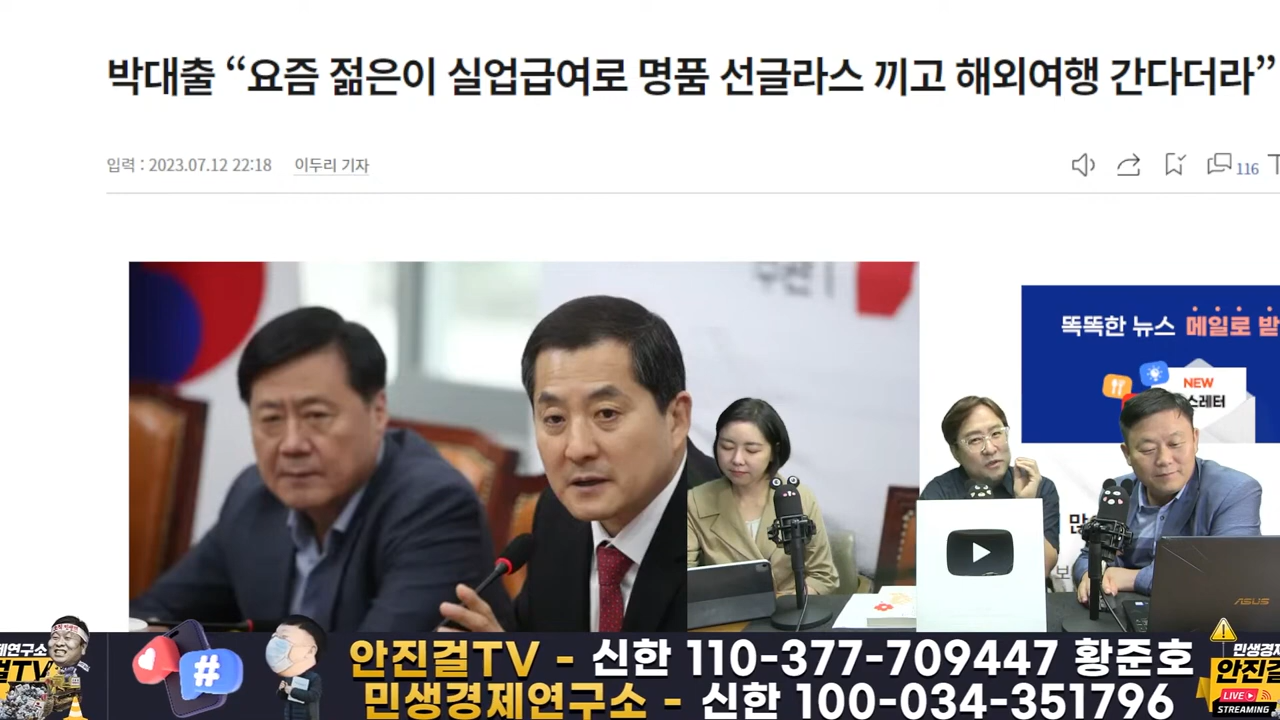 박대출 “요즘 젊은이 실업급여로 명품 선글라스 끼고 해외여행 간다더라”
입력 : 2023.07.12 22:18 이두리 기자
116
똑똑한 뉴스 메일로 받
NEW
스레터
ASUS
안진걸TV - 신한 110-377-709447 황준호
민생경제연구소 - 신한 100-034-351796
민생경제
안진걸
LIVE
STREAMING